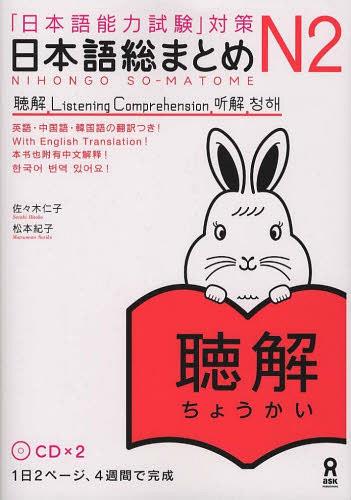 「日本語能力試験」対策
日本語総まとめ N2
NIHONGO SO-MATOME
聴解 Listening Comprehension 听解 청해
英語・中国語・韓国語の翻訳つき!
With English Translation!
本书也附有中文解释!
한국어 번역 있어요!
佐々木仁子
Sasaki Hitoko
松本紀子
Matsumoto Noriko
聴解
ちょうかい
CD×2
1日2ページ、4週間で完成
ask
PUBLISHING